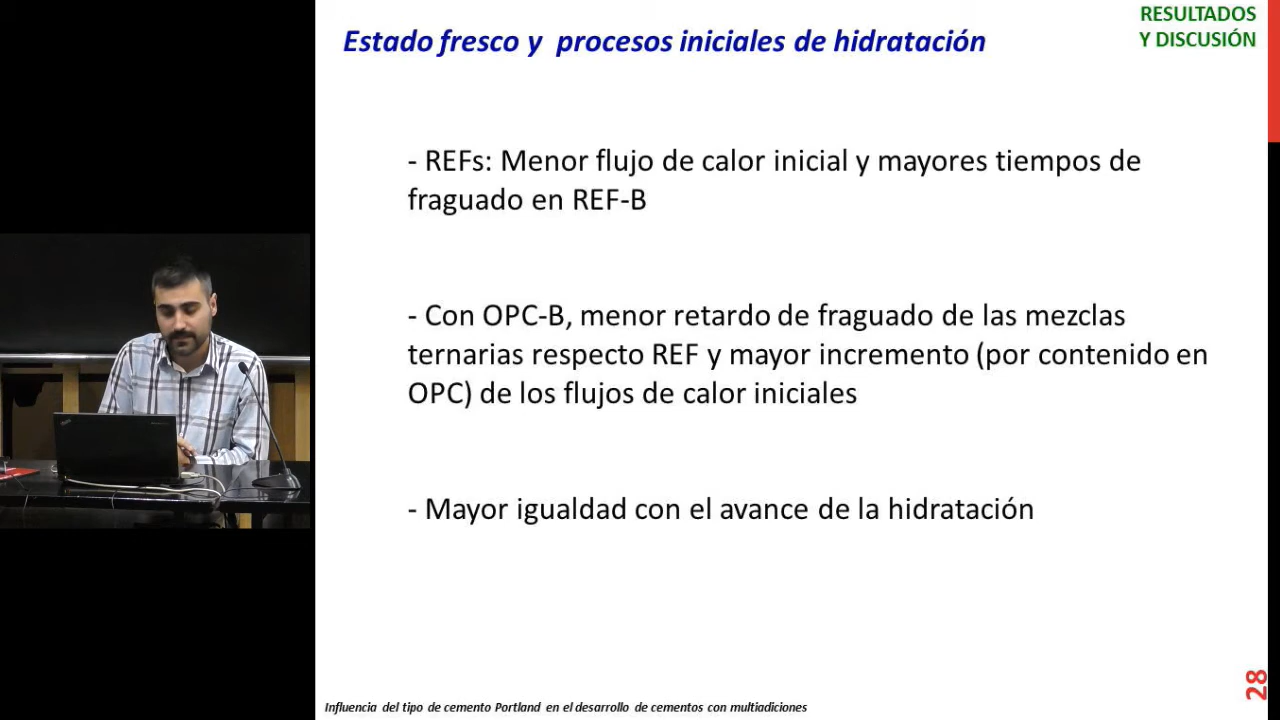 RESULTADOS
Y DISCUSIÓN
Estado fresco y procesos iniciales de hidratación
- REFs: Menor flujo de calor inicial y mayores tiempos de
fraguado en REF-B
- Con OPC-B, menor retardo de fraguado de las mezclas
ternarias respecto REF y mayor incremento (por contenido en
OPC) de los flujos de calor iniciales
- Mayor igualdad con el avance de la hidratación
28
Influencia del tipo de cemento Portland en el desarrollo de cementos con multiadiciones